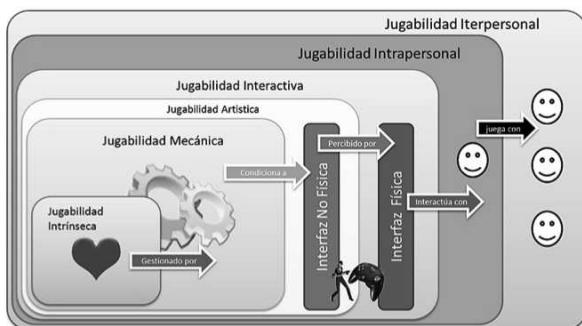 Jugabilidad Iterpersonal
Jugabilidad Intrapersonal
Jugabilidad Interactiva
Jugabilidad Artistica
Jugabilidad Mecánica
Jugabilidad
Intrínseca
Gestionado por
Condiciona a
Interfaz No Física
Percibido por
Interfaz Física
Interactúa con
juega con